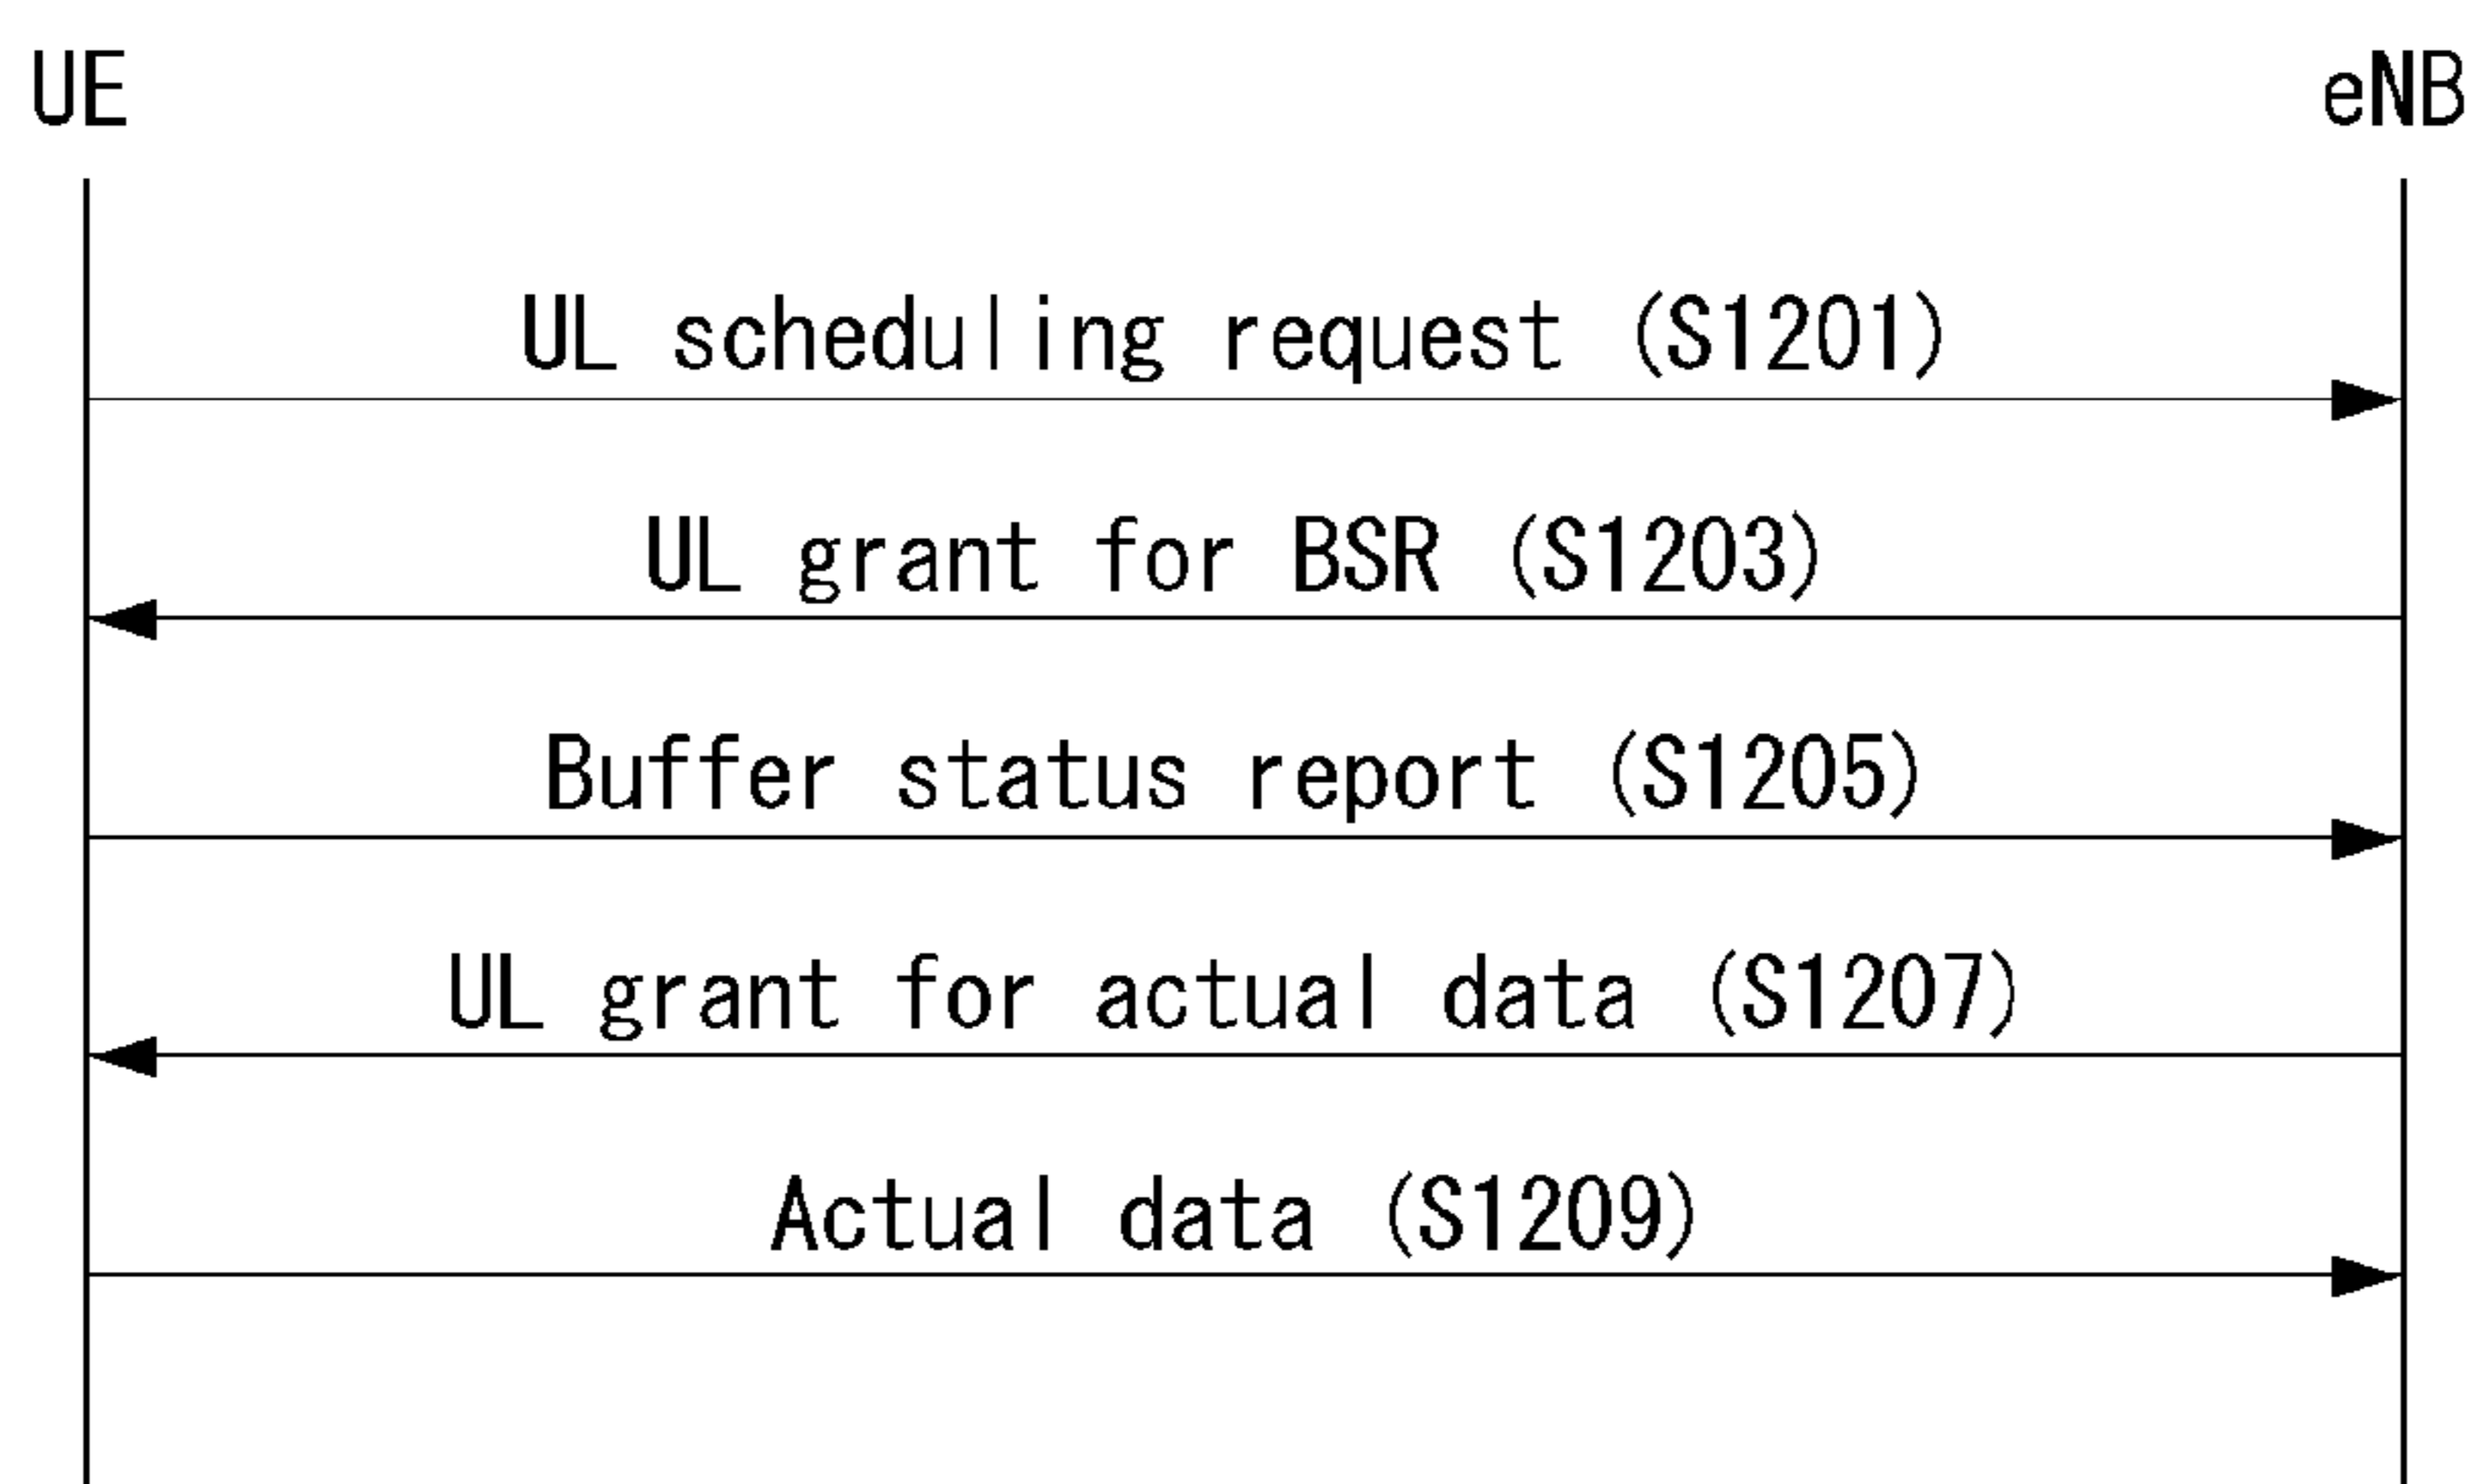 UE eNB
UL scheduling request (S1201)
UL grant for BSR (S1203)
Buffer status report (S1205)
UL grant for actual data (S1207)
Actual data (S1209)